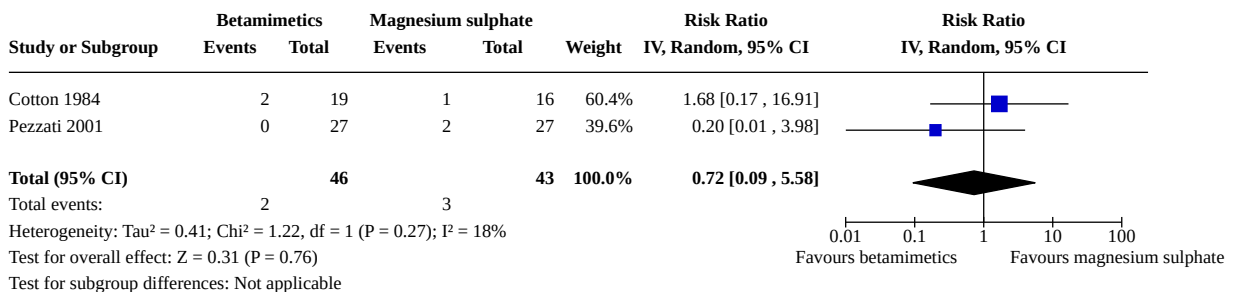 Betamimetics Magnesium sulphate Risk Ratio Risk Ratio
Study or Subgroup Events Total Events Total Weight IV, Random, 95% CI IV, Random, 95% CI
Cotton 1984 2 19 1 16 60.4% 1.68 [0.17 , 16.91]
Pezzati 2001 0 27 2 27 39.6% 0.20 [0.01 , 3.98]
Total (95% CI) 46 43 100.0% 0.72 [0.09 , 5.58]
Total events: 2 3
Heterogeneity: Tau² = 0.41; Chi² = 1.22, df = 1 (P = 0.27); I² = 18%
0.01 0.1 1 10 100
Test for overall effect: Z = 0.31 (P = 0.76)
Favours betamimetics Favours magnesium sulphate
Test for subgroup differences: Not applicable